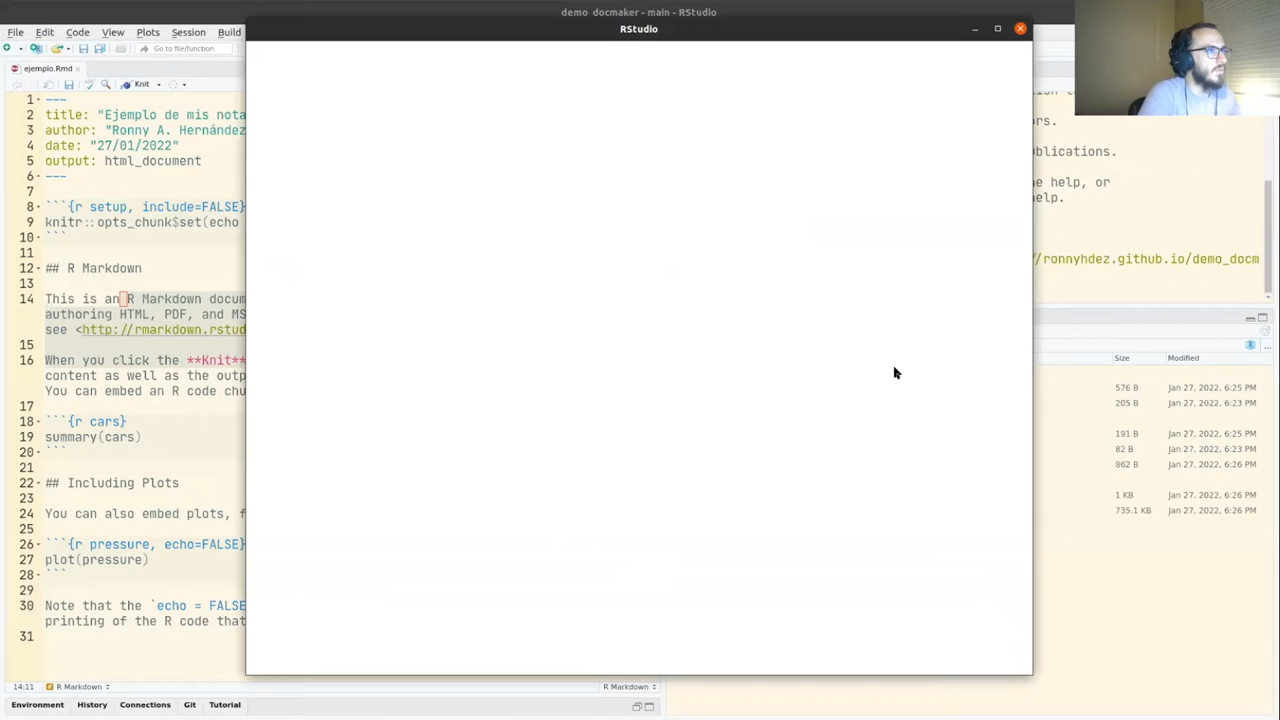 demo_docmaker - main - RStudio
RStudio
File Edit Code View Plots Session Build
Go to file/function
ejemplo.Rmd
Knit
1 ---
2 title: "Ejemplo de mis nota
3 author: "Ronny A. Hernández
4 date: "27/01/2022"
5 output: html_document
6 ---
7
8 ```{r setup, include=FALSE}
9 knitr::opts_chunk$set(echo
10 ```
11
12 ## R Markdown
13
14 This is an R Markdown docum
authoring HTML, PDF, and MS
see <http://rmarkdown.rstud
15
16 When you click the **Knit**
content as well as the outp
You can embed an R code chu
17
18 ```{r cars}
19 summary(cars)
20 ```
21
22 ## Including Plots
23
24 You can also embed plots, f
25
26 ```{r pressure, echo=FALSE}
27 plot(pressure)
28 ```
29
30 Note that the `echo = FALSE
printing of the R code that
31
14:11 R Markdown R Markdown
Environment History Connections Git Tutorial
rs.
ublications.
e help, or
help.
/ronnyhdez.github.io/demo_docm
Size Modified
576 B Jan 27, 2022, 6:25 PM
205 B Jan 27, 2022, 6:23 PM
191 B Jan 27, 2022, 6:25 PM
82 B Jan 27, 2022, 6:23 PM
862 B Jan 27, 2022, 6:26 PM
1 KB Jan 27, 2022, 6:26 PM
735.1 KB Jan 27, 2022, 6:26 PM